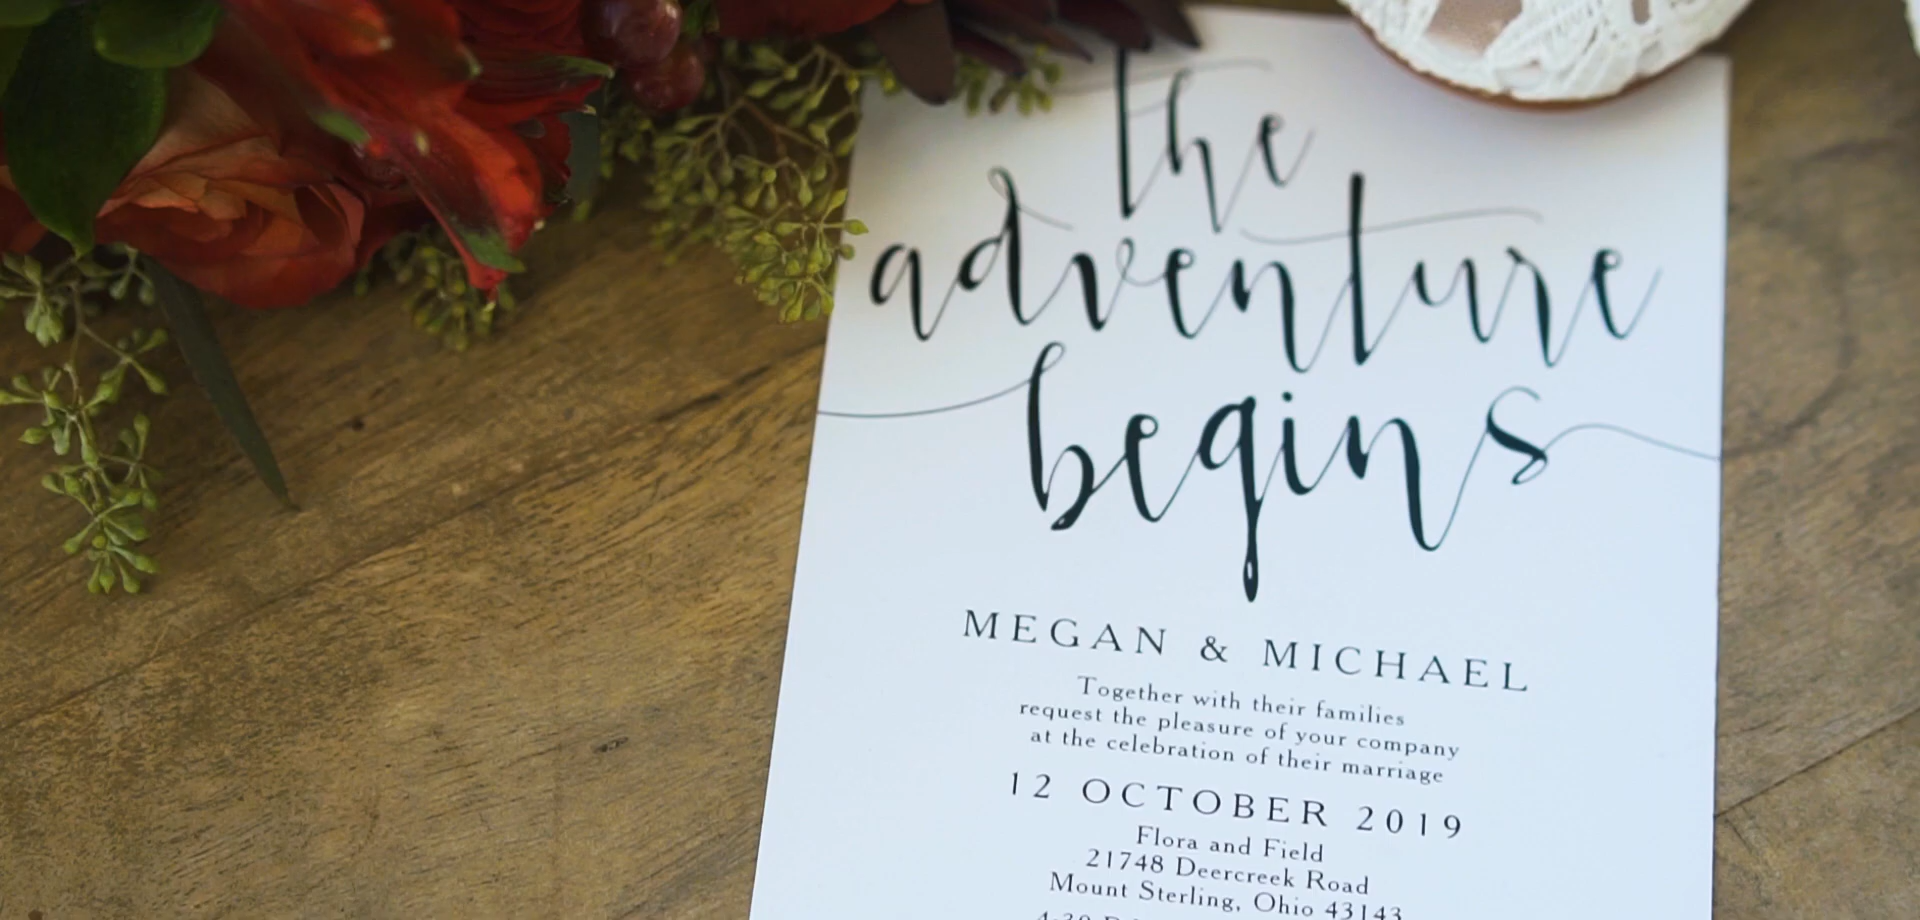 the
adventure
begins
MEGAN & MICHAEL
Together with their families
request the pleasure of your company
at the celebration of their marriage
12 OCTOBER 2019
Flora and Field
21748 Deercreek Road
Mount Sterling, Ohio 43143